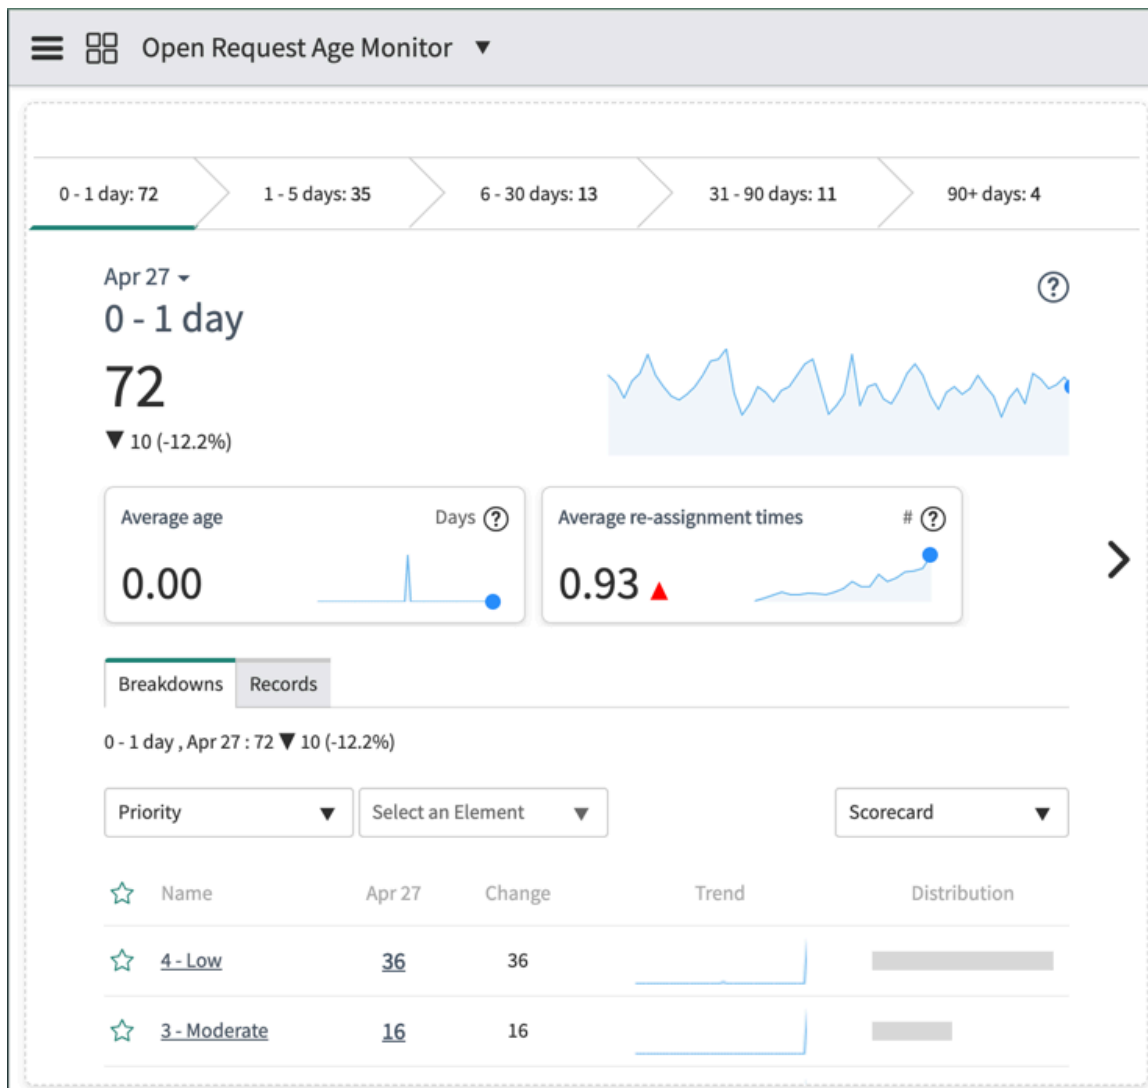 Open Request Age Monitor ▼
0 - 1 day: 72 1 - 5 days: 35 6 - 30 days: 13 31 - 90 days: 11 90+ days: 4
Apr 27
0 - 1 day
72
▼ 10 (-12.2%)
Average age Days ?
0.00
Average re-assignment times # ?
0.93 ▲
Breakdowns Records
0 - 1 day , Apr 27 : 72 ▼ 10 (-12.2%)
Priority ▼ Select an Element ▼ Scorecard ▼
Name Apr 27 Change Trend Distribution
4 - Low 36 36
3 - Moderate 16 16